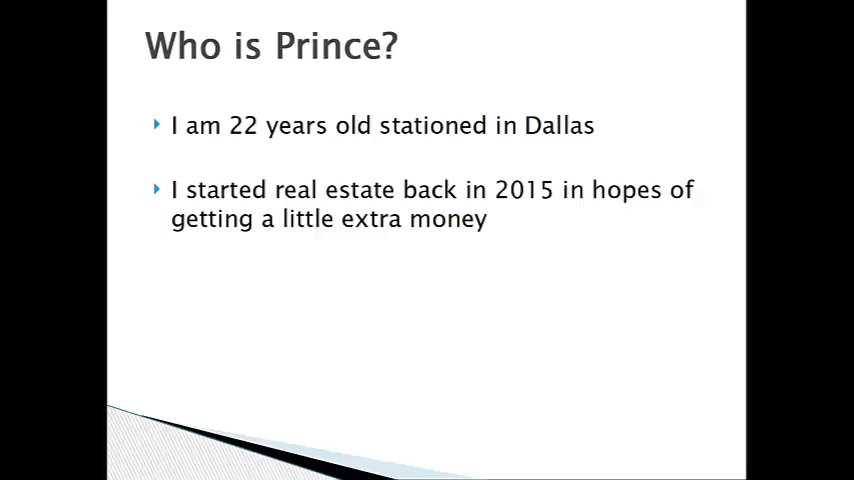 Who is Prince?
I am 22 years old stationed in Dallas
I started real estate back in 2015 in hopes of
getting a little extra money